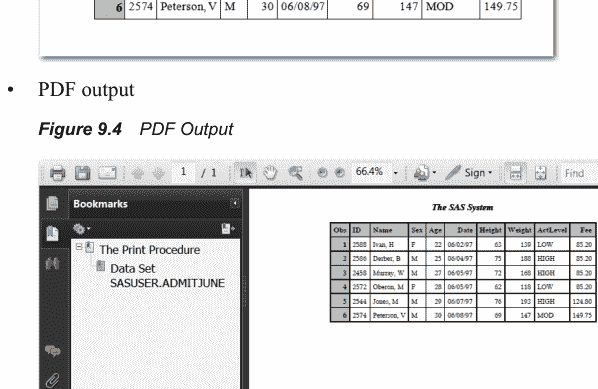 6 2574 Peterson, V M 30 06/08/97 69 147 MOD 149.75
• PDF output
Figure 9.4 PDF Output
1 / 1 66.4% Sign Find
Bookmarks
The Print Procedure
Data Set
SASUSER.ADMITJUNE
The SAS System
Obs ID Name Sex Age Date Height Weight ActLevel Fee
1 2588 Ivan, H F 22 06/02/97 63 139 LOW 85.20
2 2586 Derber, B M 25 06/04/97 75 188 HIGH 85.20
3 2458 Murray, W M 27 06/05/97 72 168 HIGH 85.20
4 2572 Oberon, M F 28 06/05/97 62 118 LOW 85.20
5 2544 Jones, M M 29 06/07/97 76 193 HIGH 124.80
6 2574 Peterson, V M 30 06/08/97 69 147 MOD 149.75